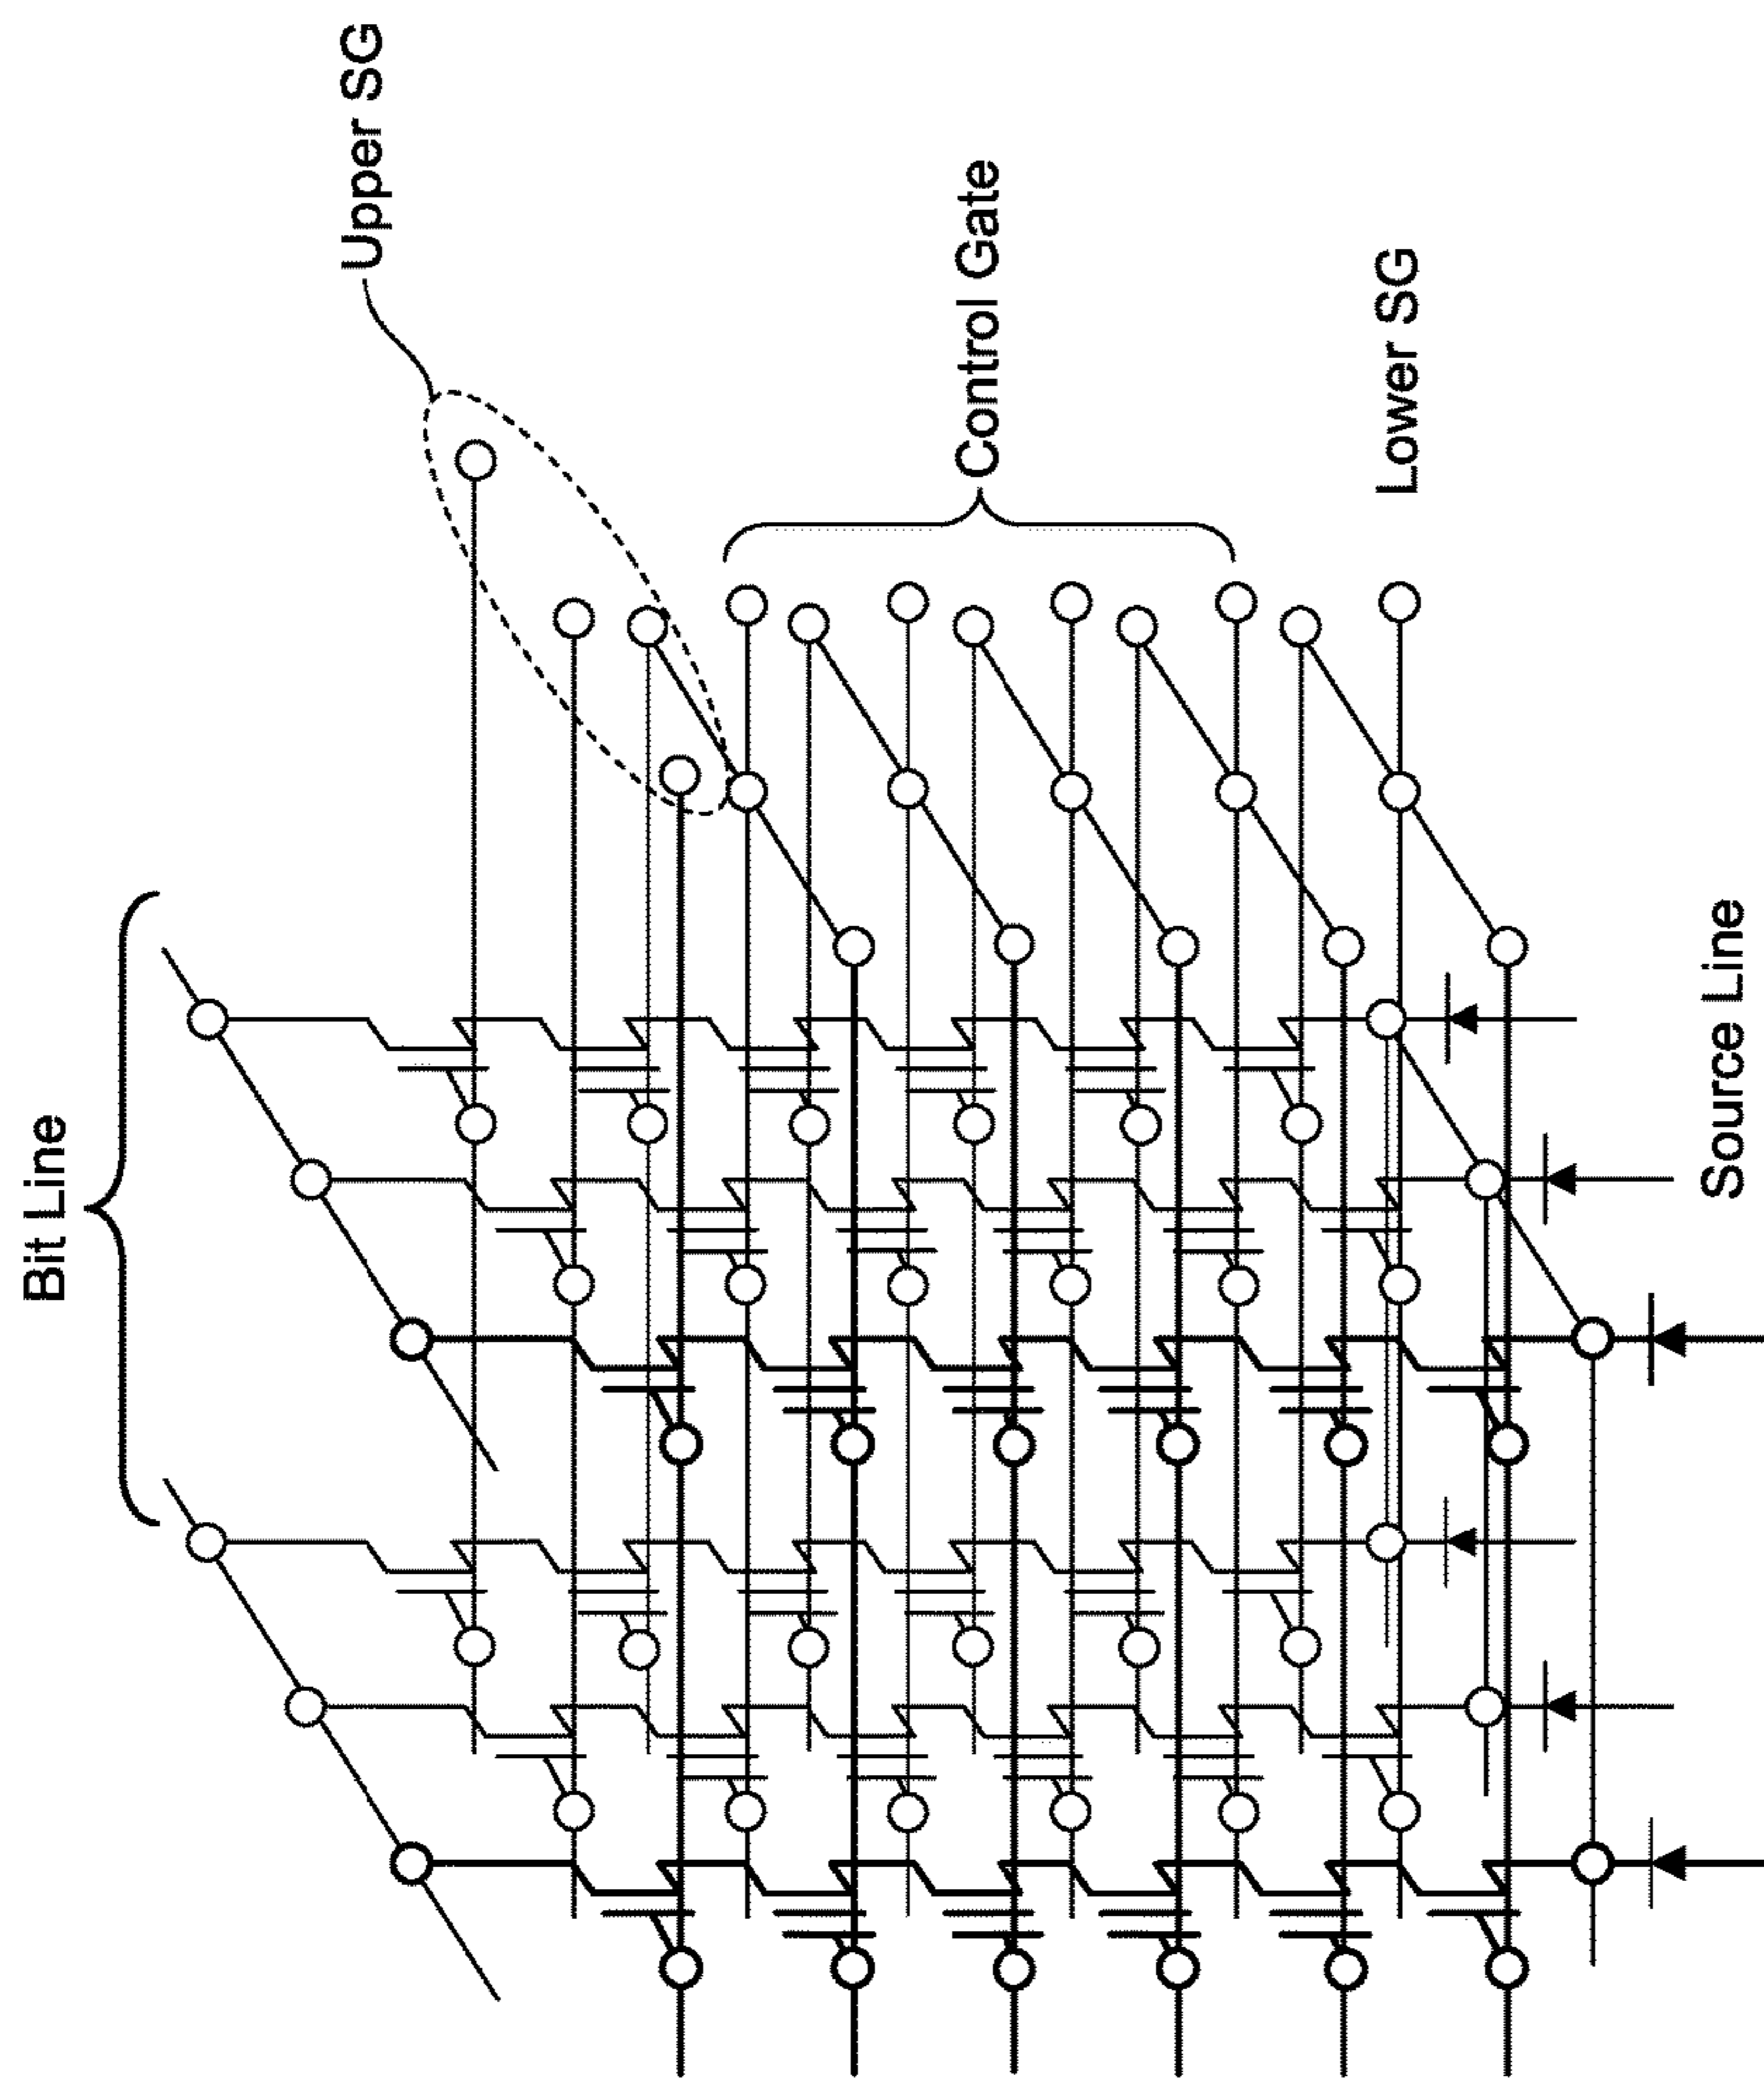 Bit Line
Upper SG
Control Gate
Lower SG
Source Line